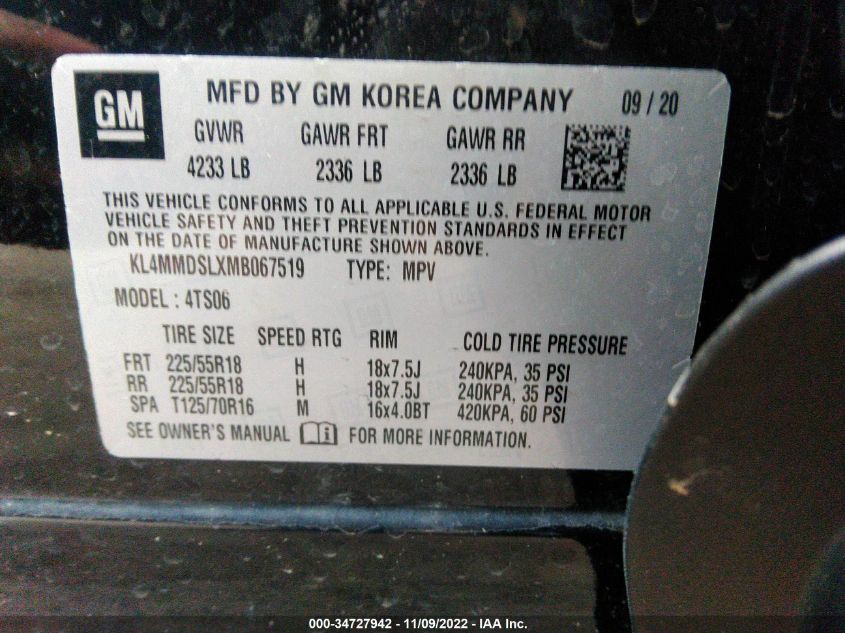 GM
MFD BY GM KOREA COMPANY 09 / 20
GVWR GAWR FRT GAWR RR
4233 LB 2336 LB 2336 LB
THIS VEHICLE CONFORMS TO ALL APPLICABLE U.S. FEDERAL MOTOR
VEHICLE SAFETY AND THEFT PREVENTION STANDARDS IN EFFECT
ON THE DATE OF MANUFACTURE SHOWN ABOVE.
KL4MMDSLXMB067519 TYPE: MPV
MODEL : 4TS06
TIRE SIZE SPEED RTG RIM COLD TIRE PRESSURE
FRT 225/55R18 H 18x7.5J 240KPA, 35 PSI
RR 225/55R18 H 18x7.5J 240KPA, 35 PSI
SPA T125/70R16 M 16x4.0BT 420KPA, 60 PSI
SEE OWNER'S MANUAL FOR MORE INFORMATION.
000-34727942 - 11/09/2022 - IAA Inc.